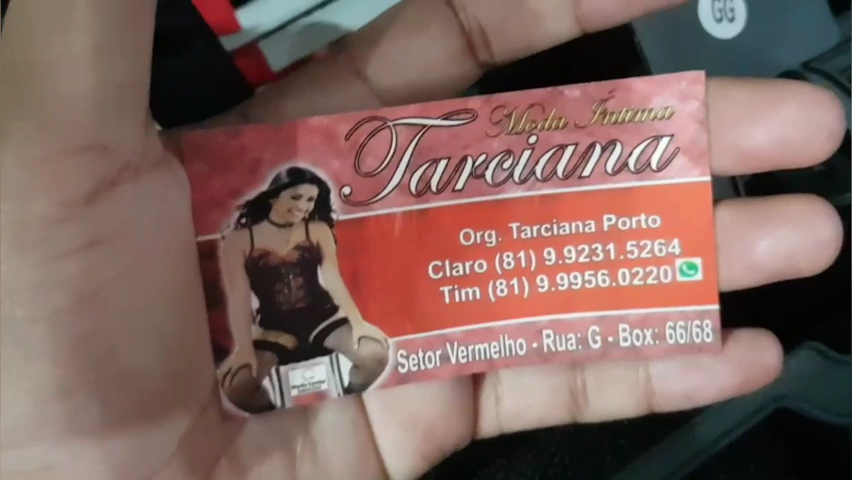 GG
Moda Íntima
Tarciana
Org. Tarciana Porto
Claro (81) 9.9231.5264
Tim (81) 9.9956.0220
Setor Vermelho - Rua: G - Box: 66/68